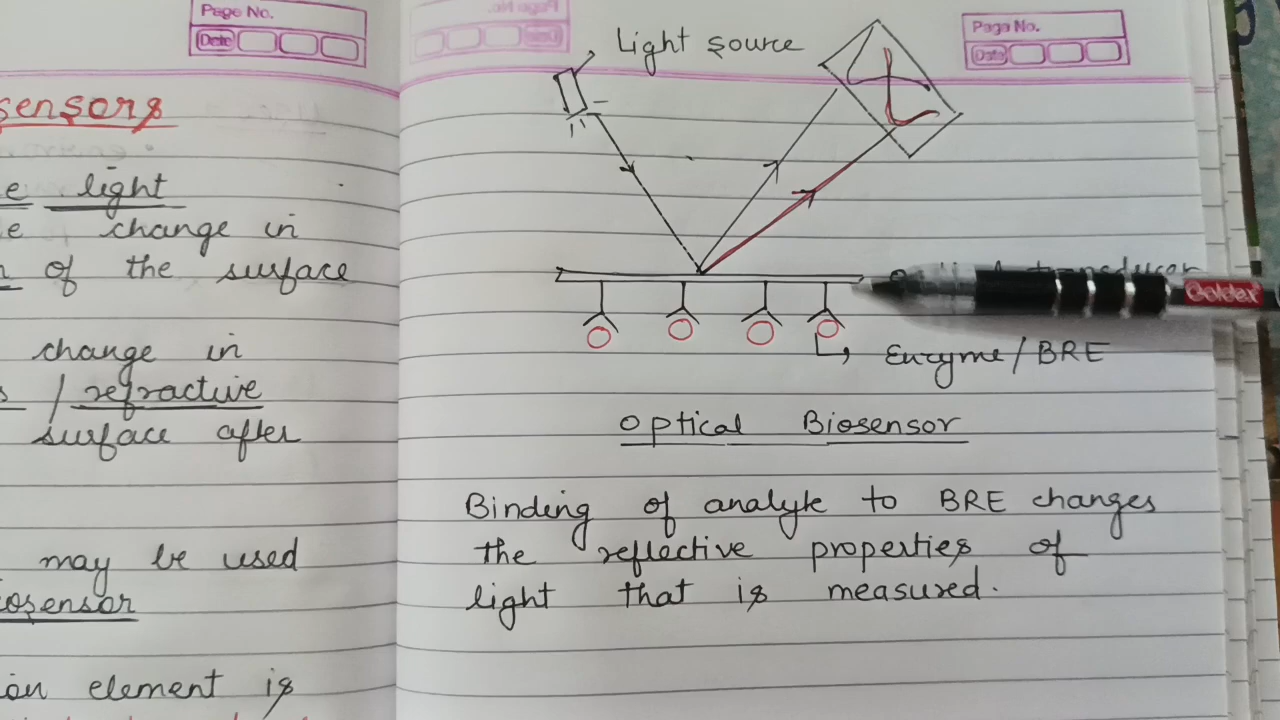 Page No.
Date
sensors
e light
e change in
of the surface
change in
/ refractive
surface after
may be used
iosensor
ion element is
Page No.
Date
Light source
transducer
Goldex
Enzyme/BRE
Optical Biosensor
Binding of analyte to BRE changes
the reflective properties of
light that is measured.